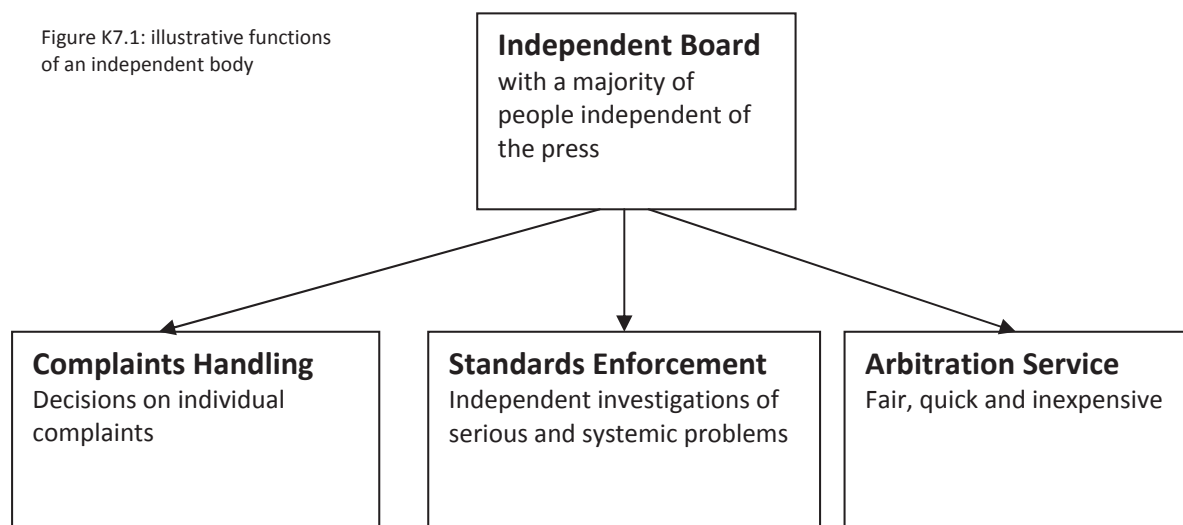 Figure K7.1: illustrative functions
of an independent body
Independent Board
with a majority of
people independent of
the press
Complaints Handling
Decisions on individual
complaints
Standards Enforcement
Independent investigations of
serious and systemic problems
Arbitration Service
Fair, quick and inexpensive